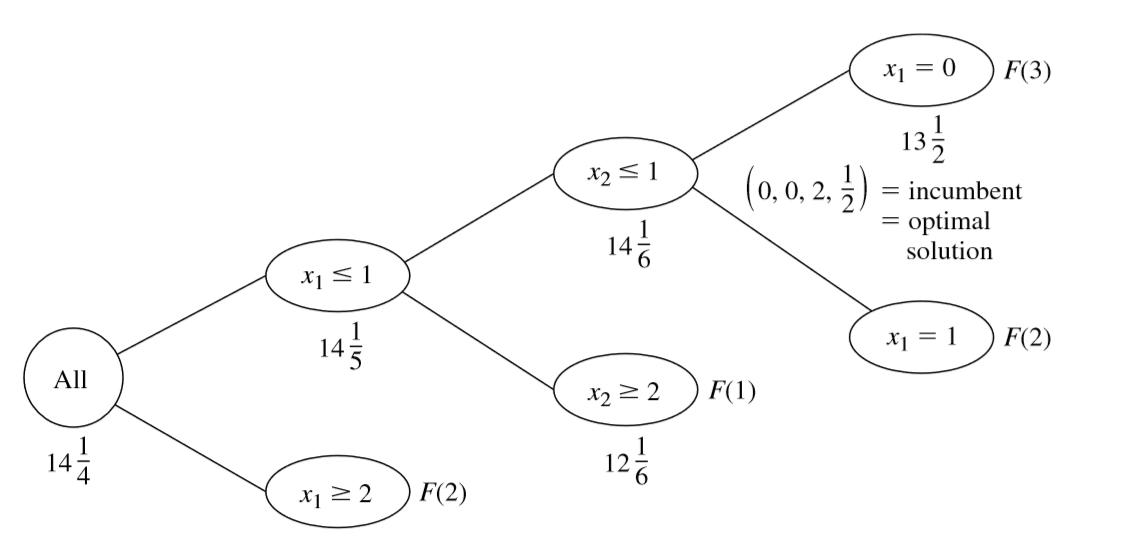 x₁ = 0 F(3)
13 1/2
x₂ ≤ 1
(0, 0, 2, 1/2) = incumbent
= optimal
solution
14 1/6
x₁ ≤ 1
14 1/5
x₁ = 1 F(2)
All
x₂ ≥ 2 F(1)
14 1/4
12 1/6
x₁ ≥ 2 F(2)